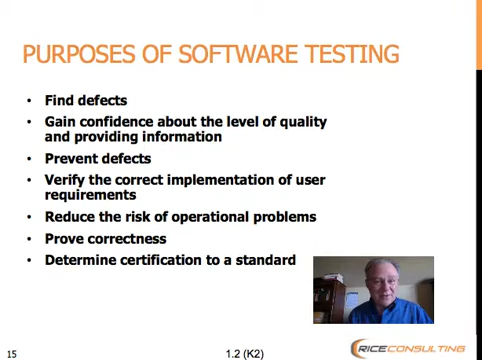 PURPOSES OF SOFTWARE TESTING
• Find defects
• Gain confidence about the level of quality
and providing information
• Prevent defects
• Verify the correct implementation of user
requirements
• Reduce the risk of operational problems
• Prove correctness
• Determine certification to a standard
15
1.2 (K2)
RICECONSULTING